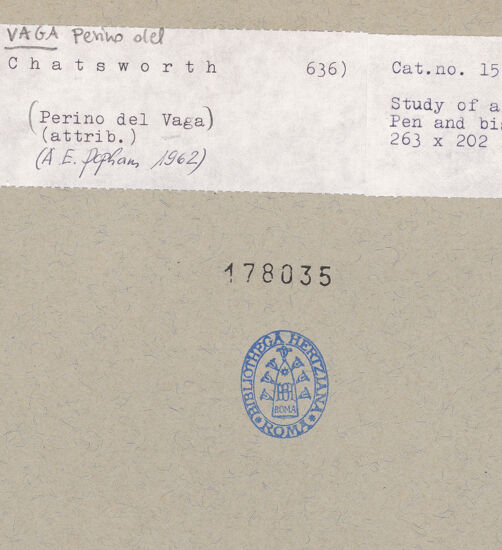 VAGA Perino del
Chatsworth 636)
(Perino del Vaga)
(attrib.)
(A. E. Popham 1962)
Cat.no. 15
Study of a
Pen and bi
263 x 202
178035
BIBLIOTHECA HERTZIANA
ROMA
ROMA